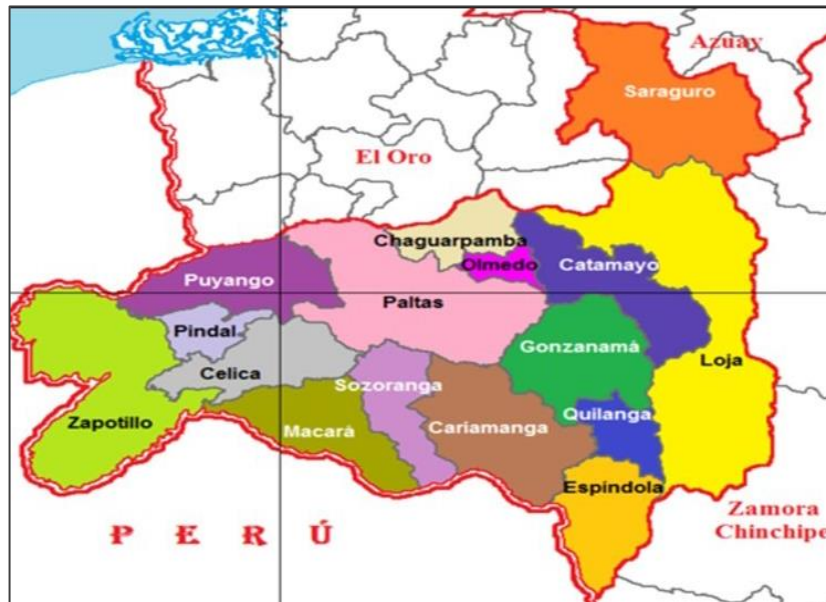 Azuay
Saraguro
El Oro
Chaguarpamba
Olmedo
Catamayo
Puyango
Paltas
Pindal
Gonzanamá
Loja
Celica
Sozoranga
Zapotillo
Macará
Cariamanga
Quilanga
Espindola
Zamora
Chinchipe
PERÚ